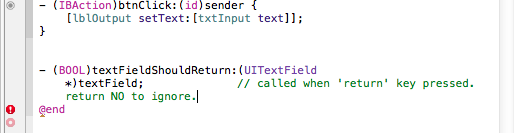 - (IBAction)btnClick:(id)sender {
[lblOutput setText:[txtInput text]];
}
- (BOOL)textFieldShouldReturn:(UITextField
*)textField; // called when 'return' key pressed.
return NO to ignore.
@end